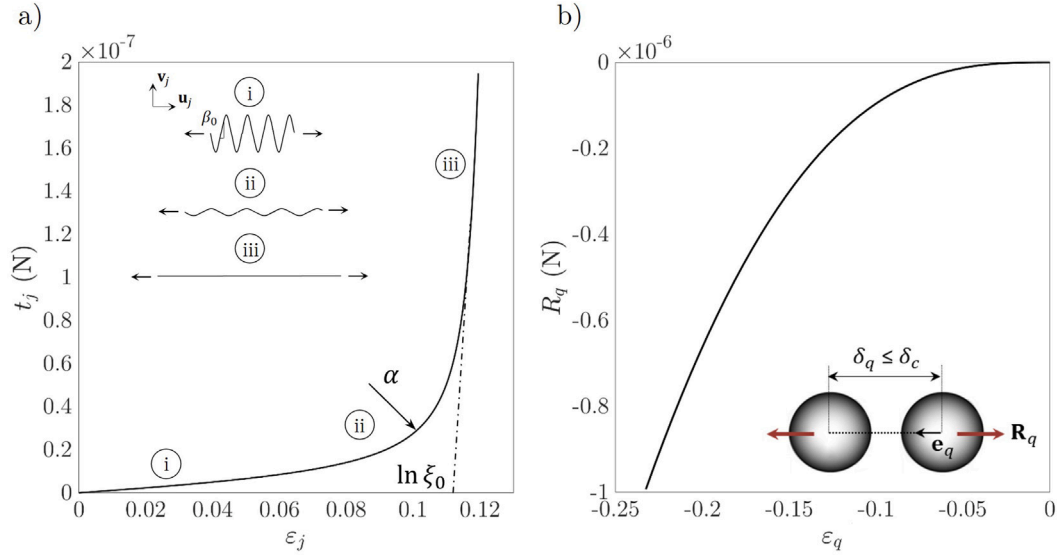 a)
×10⁻⁷
2
1.8
1.6
1.4
1.2
1
0.8
0.6
0.4
0.2
0
t_j (N)
v_j
u_j
β₀
i
ii
iii
iii
α
ii
i
ln ξ₀
0 0.02 0.04 0.06 0.08 0.1 0.12
ε_j
b)
×10⁻⁶
0
-0.2
-0.4
-0.6
-0.8
-1
R_q (N)
δ_q ≤ δ_c
e_q
R_q
-0.25 -0.2 -0.15 -0.1 -0.05 0
ε_q